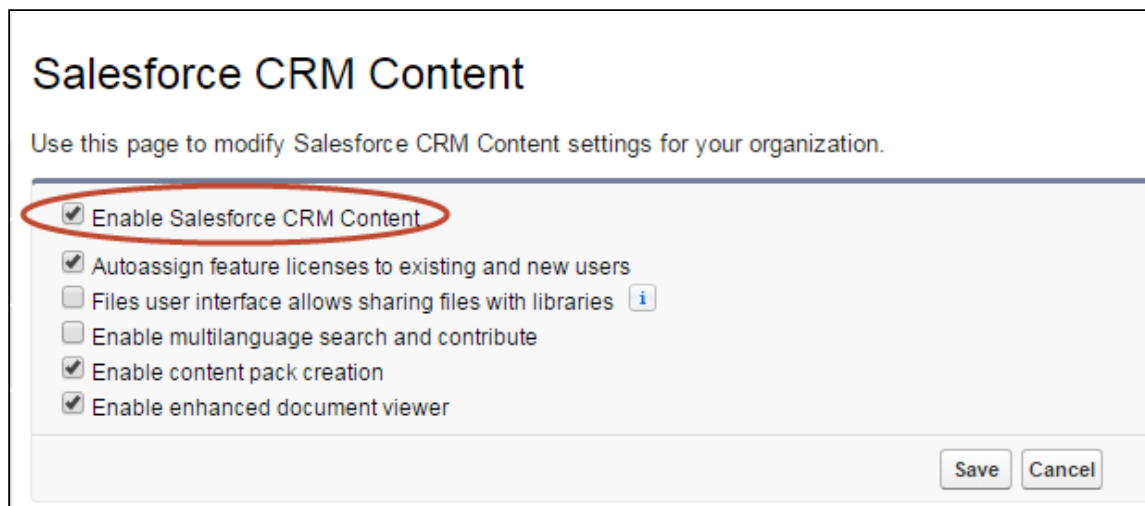 Salesforce CRM Content
Use this page to modify Salesforce CRM Content settings for your organization.
Enable Salesforce CRM Content
Autoassign feature licenses to existing and new users
Files user interface allows sharing files with libraries i
Enable multilanguage search and contribute
Enable content pack creation
Enable enhanced document viewer
Save Cancel